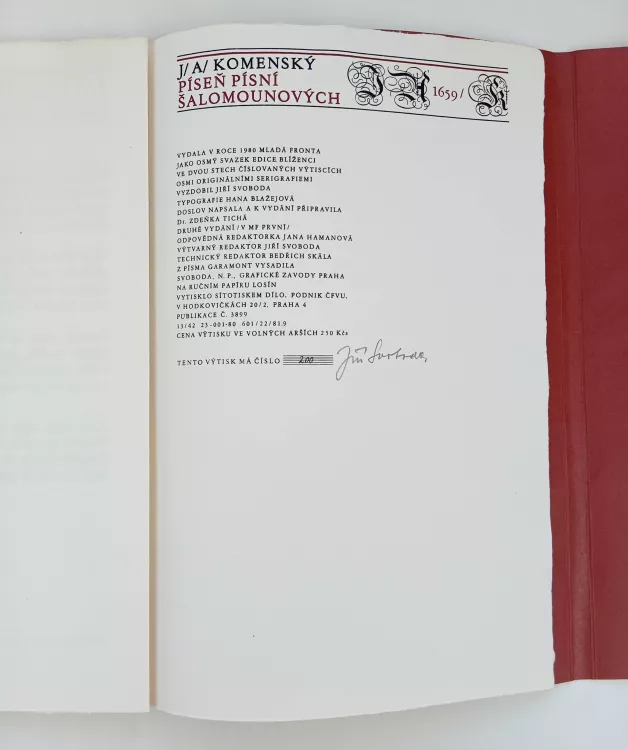 J/A/ KOMENSKÝ
PÍSEŇ PÍSNÍ
ŠALOMOUNOVÝCH
J A 1659/ K
VYDALA V ROCE 1980 MLADÁ FRONTA
JAKO OSMÝ SVAZEK EDICE BLÍŽENCI
VE DVOU STECH ČÍSLOVANÝCH VÝTISCÍCH
OSMI ORIGINÁLNÍMI SERIGRAFIEMI
VYZDOBIL JIŘÍ SVOBODA
TYPOGRAFIE HANA BLAŽEJOVÁ
DOSLOV NAPSALA A K VYDÁNÍ PŘIPRAVILA
Dr. ZDEŇKA TICHÁ
DRUHÉ VYDÁNÍ/V MF PRVNÍ/
ODPOVĚDNÁ REDAKTORKA JANA HAMANOVÁ
VÝTVARNÝ REDAKTOR JIŘÍ SVOBODA
TECHNICKÝ REDAKTOR BEDŘICH SKÁLA
Z PÍSMA GARAMONT VYSADILA
SVOBODA, N.P., GRAFICKÉ ZAVODY PRAHA
NA RUČNÍM PAPÍRU LOSÍN
VYTISKLO SÍTOTISKEM DÍLO, PODNIK ČFVU,
V HODKOVIČKÁCH 20/2, PRAHA 4
PUBLIKACE Č. 3899
13/42 23-001-80 601/22/81.9
CENA VÝTISKU VE VOLNÝCH ARŠÍCH 250 Kčs
TENTO VÝTISK MÁ ČÍSLO 200 Jiří Svoboda